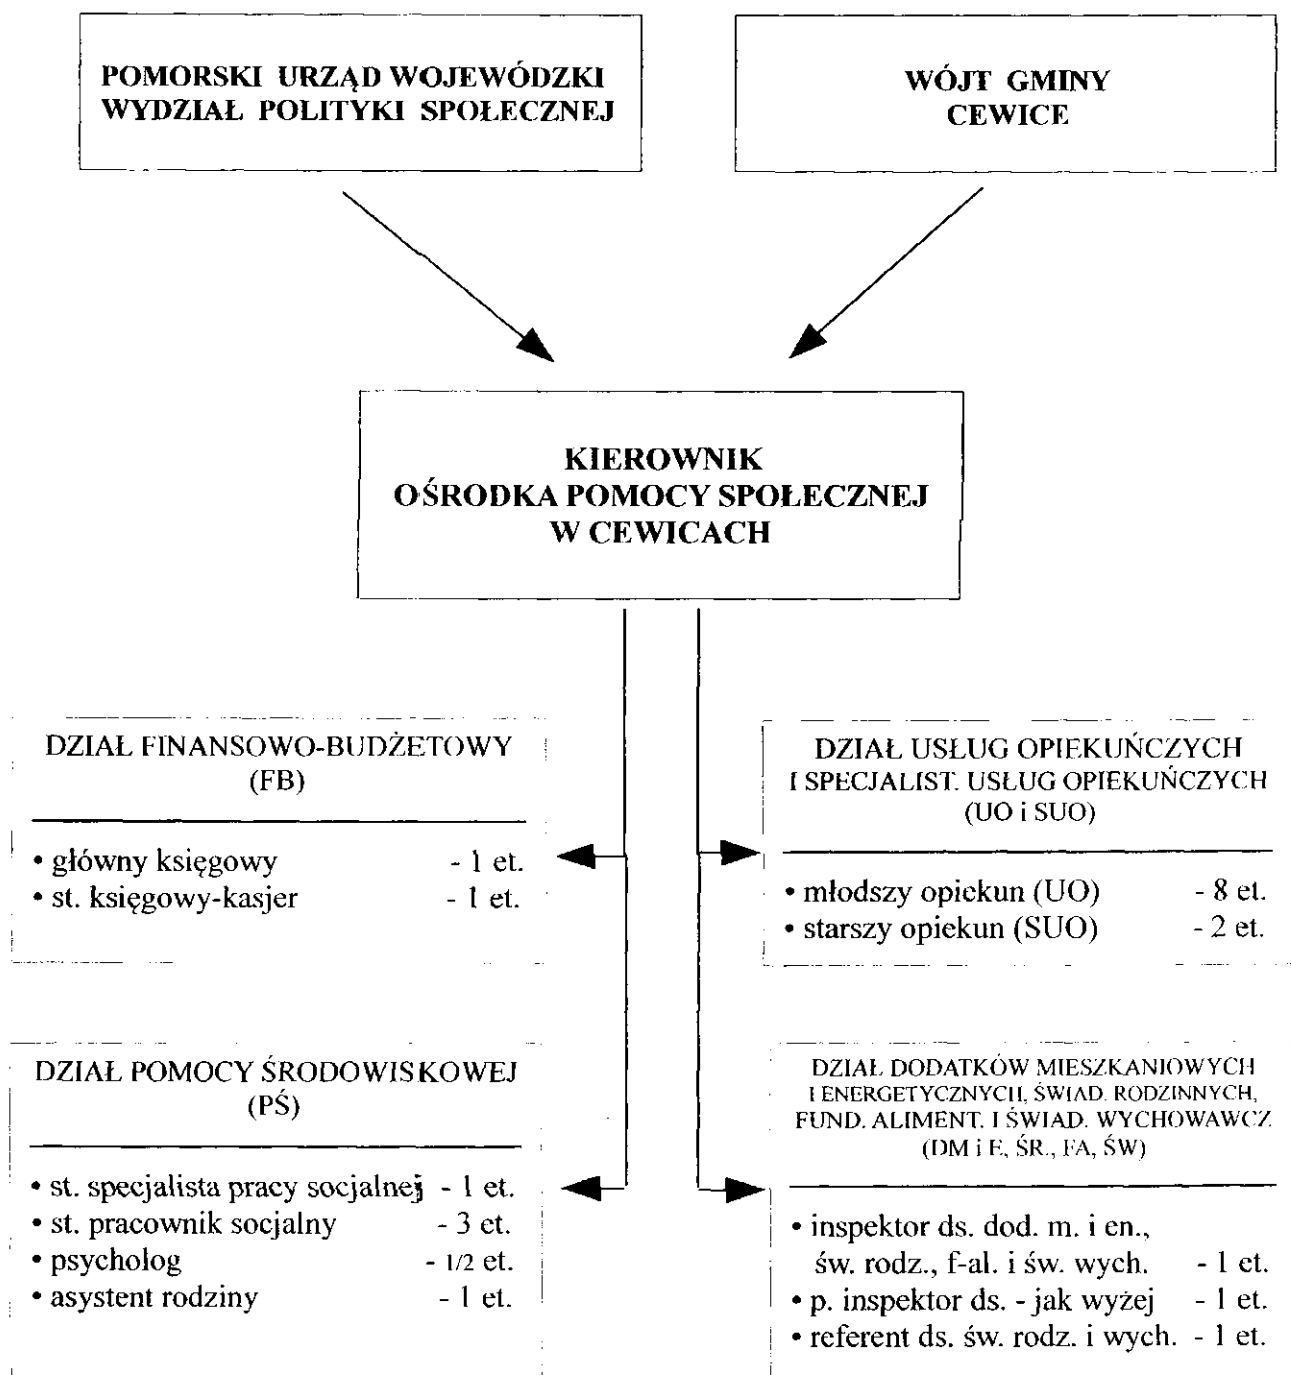 POMORSKI URZĄD WOJEWÓDZKI
WYDZIAŁ POLITYKI SPOŁECZNEJ
WÓJT GMINY
CEWICE
KIEROWNIK
OŚRODKA POMOCY SPOŁECZNEJ
W CEWICACH
DZIAŁ FINANSOWO-BUDŻETOWY
(FB)
• główny księgowy - 1 et.
• st. księgowy-kasjer - 1 et.
DZIAŁ USŁUG OPIEKUŃCZYCH
I SPECJALIST. USŁUG OPIEKUŃCZYCH
(UO i SUO)
• młodszy opiekun (UO) - 8 et.
• starszy opiekun (SUO) - 2 et.
DZIAŁ POMOCY ŚRODOWISKOWEJ
(PŚ)
• st. specjalista pracy socjalnej - 1 et.
• st. pracownik socjalny - 3 et.
• psycholog - 1/2 et.
• asystent rodziny - 1 et.
DZIAŁ DODATKÓW MIESZKANIOWYCH
I ENERGETYCZNYCH, ŚWIAD. RODZINNYCH,
FUND. ALIMENT. I ŚWIAD. WYCHOWAWCZ
(DM i E, ŚR., FA, ŚW)
• inspektor ds. dod. m. i en.,
św. rodz., f-al. i św. wych. - 1 et.
• p. inspektor ds. - jak wyżej - 1 et.
• referent ds. św. rodz. i wych. - 1 et.